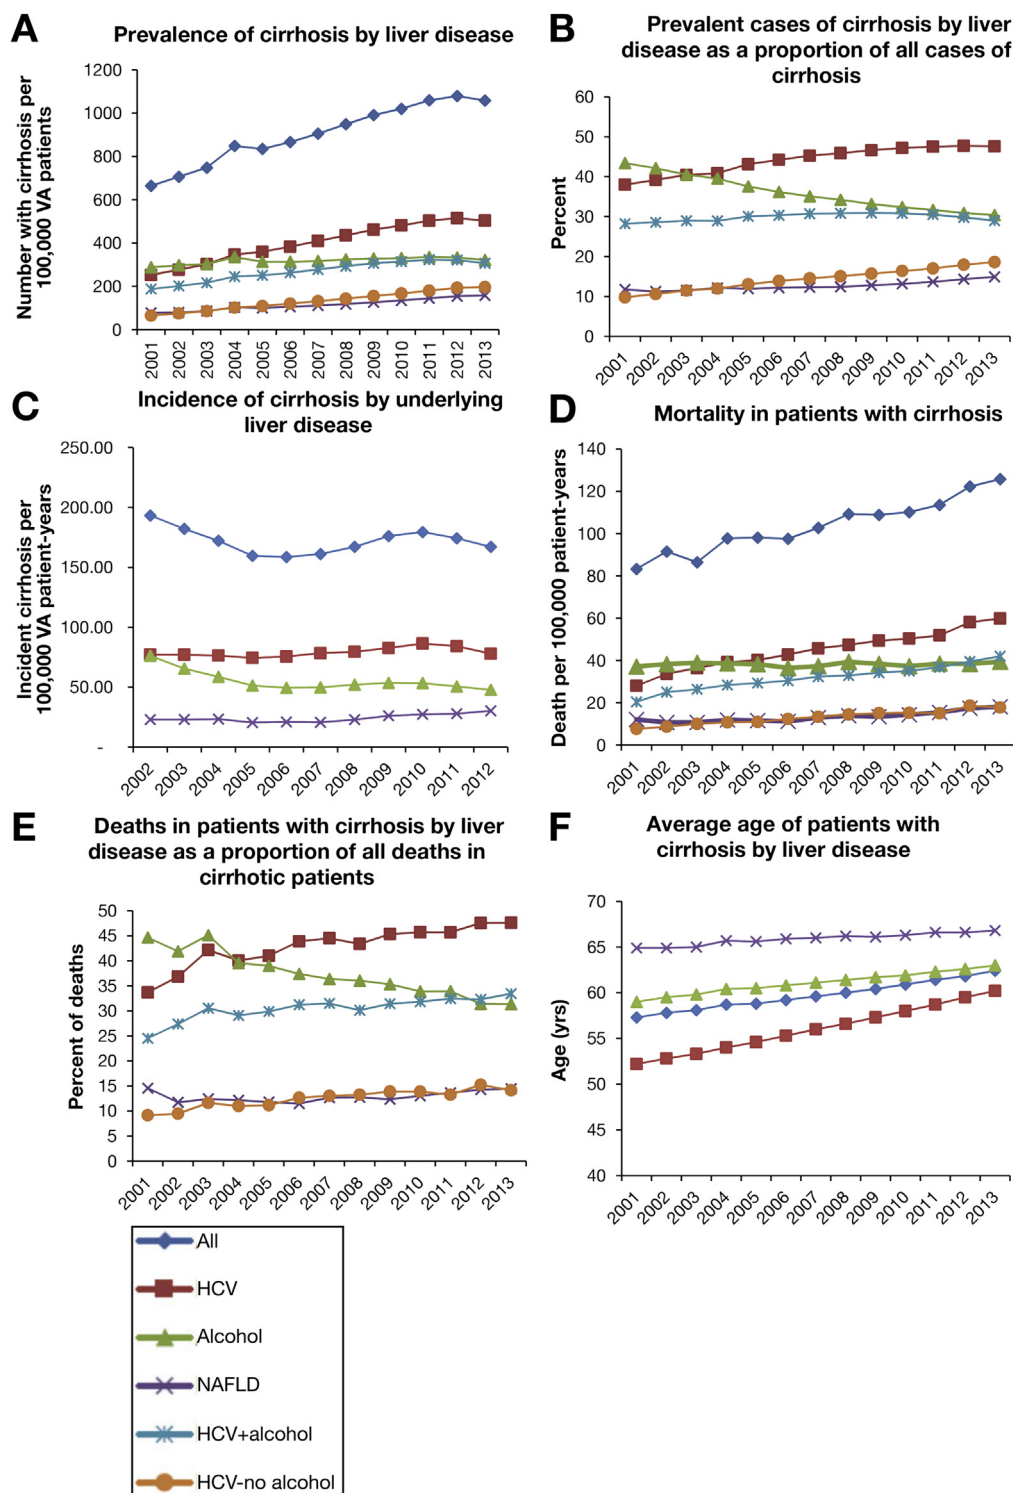 A
Prevalence of cirrhosis by liver disease
Number with cirrhosis per
100,000 VA patients
1200
1000
800
600
400
200
0
2001 2002 2003 2004 2005 2006 2007 2008 2009 2010 2011 2012 2013
B
Prevalent cases of cirrhosis by liver
disease as a proportion of all cases of
cirrhosis
Percent
60
50
40
30
20
10
0
2001 2002 2003 2004 2005 2006 2007 2008 2009 2010 2011 2012 2013
C
Incidence of cirrhosis by underlying
liver disease
Incident cirrhosis per
100,000 VA patient-years
250.00
200.00
150.00
100.00
50.00
-
2002 2003 2004 2005 2006 2007 2008 2009 2010 2011 2012
D
Mortality in patients with cirrhosis
Death per 100,000 patient-years
140
120
100
80
60
40
20
0
2001 2002 2003 2004 2005 2006 2007 2008 2009 2010 2011 2012 2013
E
Deaths in patients with cirrhosis by liver
disease as a proportion of all deaths in
cirrhotic patients
Percent of deaths
50
45
40
35
30
25
20
15
10
5
0
2001 2002 2003 2004 2005 2006 2007 2008 2009 2010 2011 2012 2013
F
Average age of patients with
cirrhosis by liver disease
Age (yrs)
70
65
60
55
50
45
40
2001 2002 2003 2004 2005 2006 2007 2008 2009 2010 2011 2012 2013
All
HCV
Alcohol
NAFLD
HCV+alcohol
HCV-no alcohol